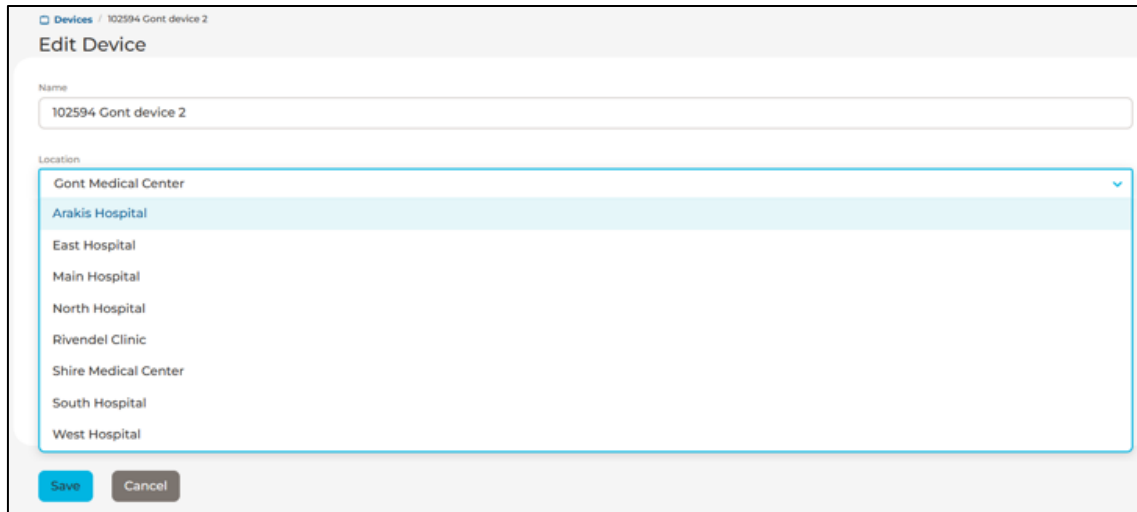 Devices / 102594 Gont device 2
Edit Device
Name
102594 Gont device 2
Location
Gont Medical Center
Arakis Hospital
East Hospital
Main Hospital
North Hospital
Rivendel Clinic
Shire Medical Center
South Hospital
West Hospital
Save Cancel